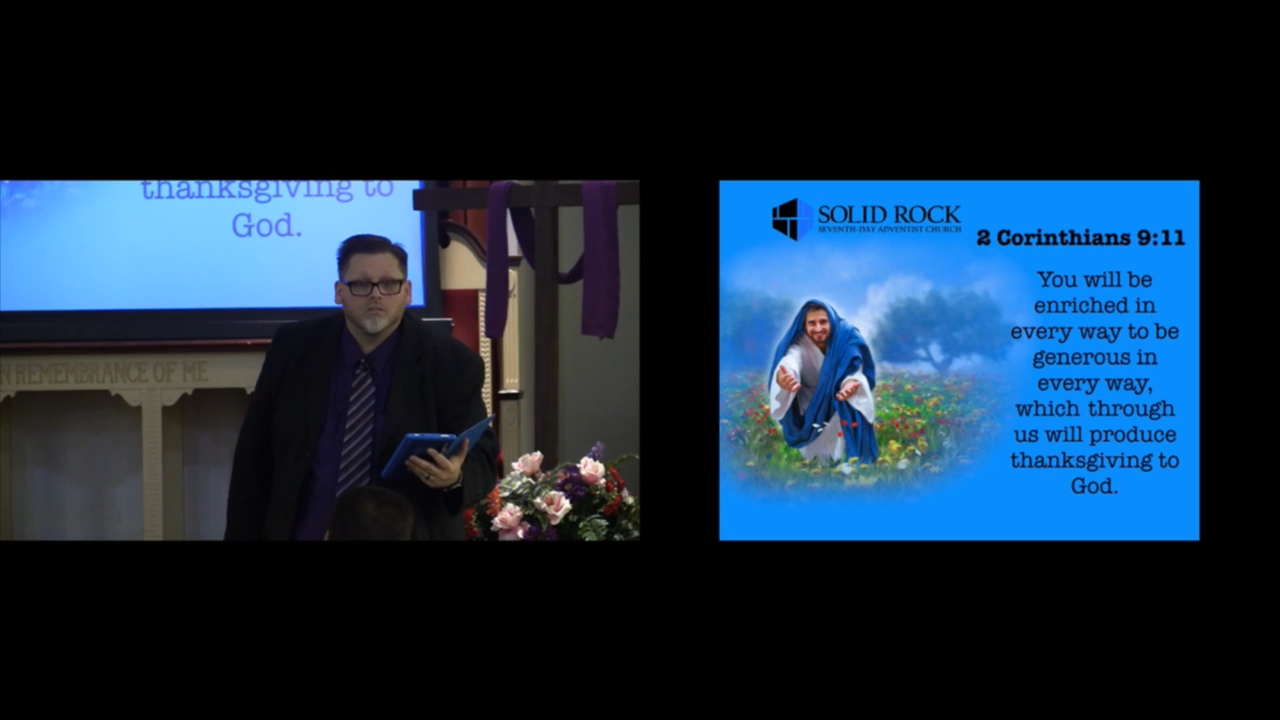 thanksgiving to
God.
N REMEMBRANCE OF ME
SOLID ROCK
SEVENTH-DAY ADVENTIST CHURCH
2 Corinthians 9:11
You will be
enriched in
every way to be
generous in
every way,
which through
us will produce
thanksgiving to
God.